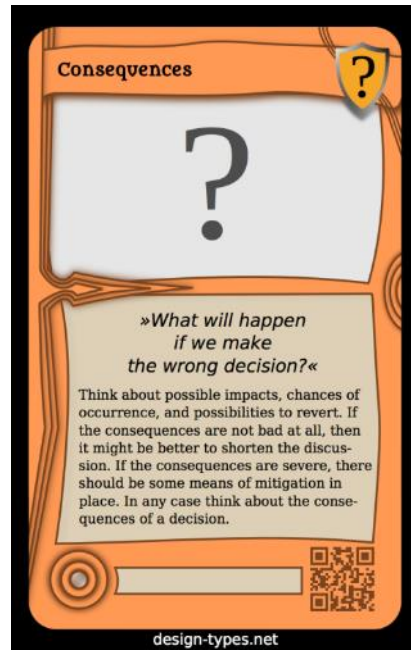 Consequences
?
?
»What will happen
if we make
the wrong decision?«
Think about possible impacts, chances of
occurrence, and possibilities to revert. If
the consequences are not bad at all, then
it might be better to shorten the discus-
sion. If the consequences are severe, there
should be some means of mitigation in
place. In any case think about the conse-
quences of a decision.
design-types.net